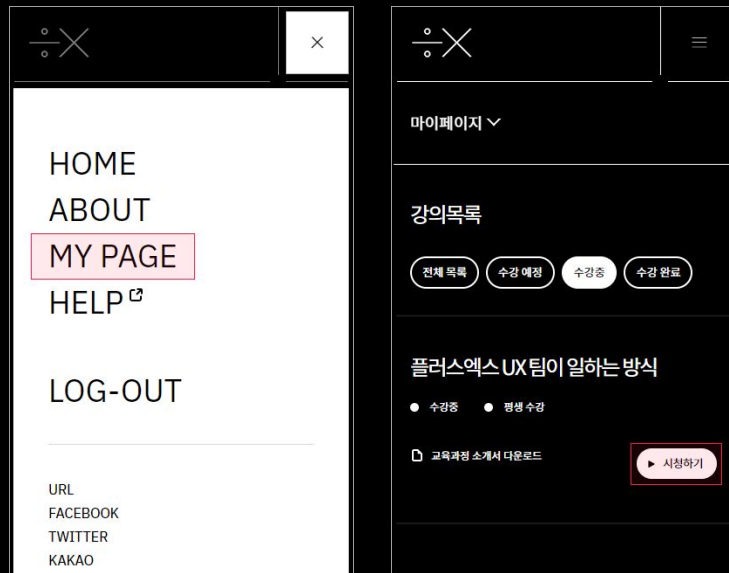 HOME
ABOUT
MY PAGE
HELP
LOG-OUT
URL
FACEBOOK
TWITTER
KAKAO
마이페이지
강의목록
전체 목록 수강 예정 수강중 수강 완료
플러스엑스 UX 팀이 일하는 방식
수강중 평생 수강
교육과정 소개서 다운로드
시청하기